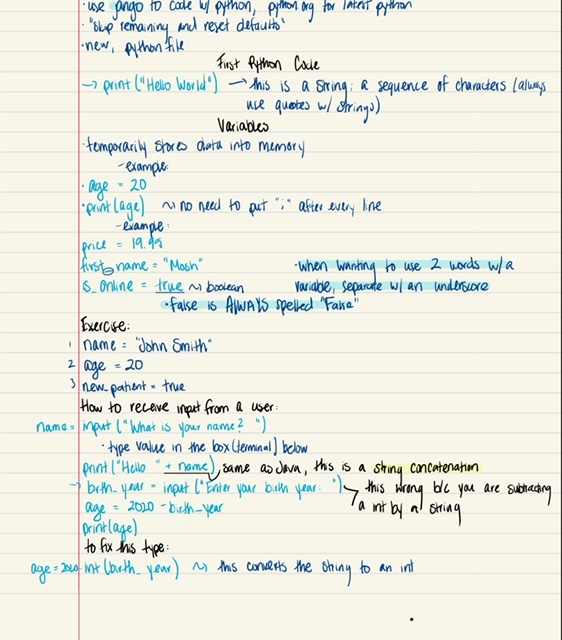 · use jango to code w/ python, python.org for latest python
· "skip remaining and reset defaults"
· new, python file
First Python Code
→ print ("Hello World") → this is a string: a sequence of characters (always
use quotes w/ strings)
Variables
· temporarily stores data into memory
- example:
· age = 20
· print(age) ~ no need to put ";" after every line
- example:
price = 19.95
first_name = "Mosh"
· when wanting to use 2 words w/ a
is_online = true ~ boolean
variable, separate w/ an underscore
· false is ALWAYS spelled "False"
Exercise:
1 name = "John Smith"
2 age = 20
3 new_patient = true
How to receive input from a user:
name = input ("What is your name? ")
· type value in the box (terminal) below
print("Hello " + name) same as Java, this is a string concatenation
→ birth_year = input ("Enter your birth year: ") this wrong b/c you are subtracting
age = 2020 - birth_year a int by a string
print(age)
to fix this type:
age = 2020 - int (birth_year) ~ this converts the string to an int